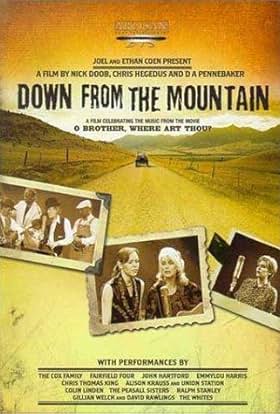 JOEL AND ETHAN COEN PRESENT
A FILM BY NICK DOOB, CHRIS HEGEDUS AND D A PENNEBAKER
DOWN FROM THE MOUNTAIN
A FILM CELEBRATING THE MUSIC FROM THE MOVIE
O BROTHER, WHERE ART THOU?
WITH PERFORMANCES BY
THE COX FAMILY FAIRFIELD FOUR JOHN HARTFORD EMMYLOU HARRIS
CHRIS THOMAS KING ALISON KRAUSS AND UNION STATION
COLIN LINDEN THE PEASALL SISTERS RALPH STANLEY
GILLIAN WELCH AND DAVID RAWLINGS THE WHITES